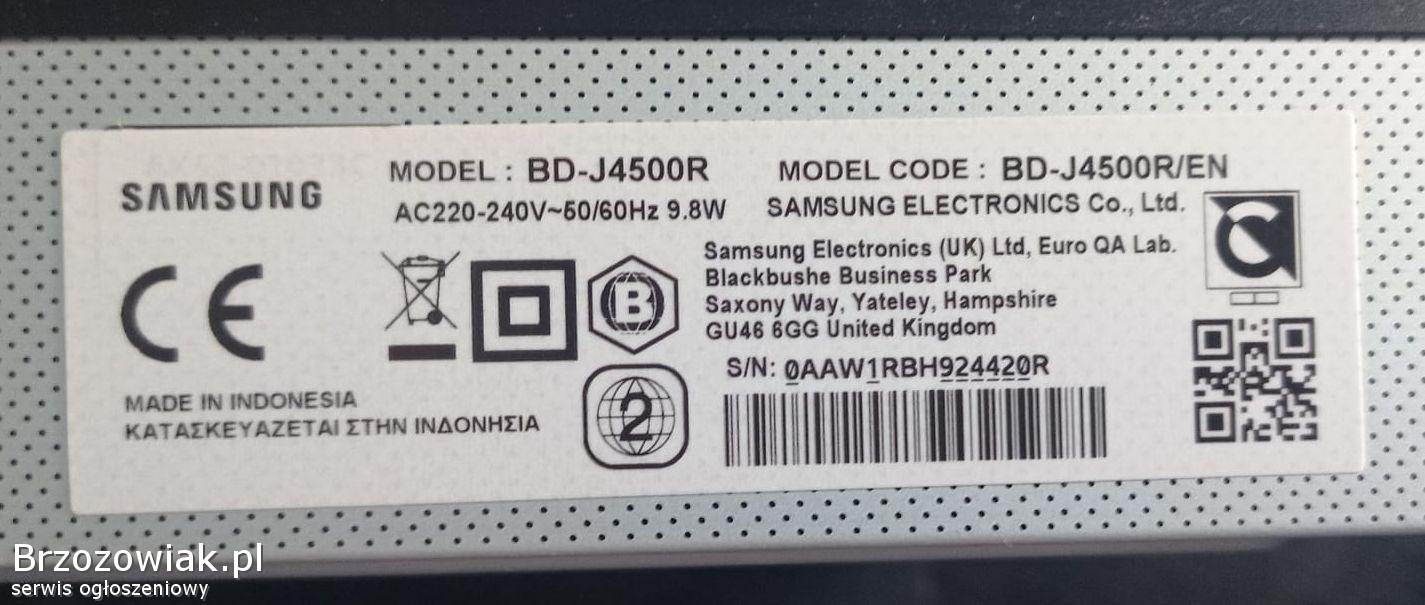 SAMSUNG
MODEL : BD-J4500R
MODEL CODE : BD-J4500R/EN
AC220-240V~50/60Hz 9.8W
SAMSUNG ELECTRONICS Co., Ltd.
Samsung Electronics (UK) Ltd, Euro QA Lab.
Blackbushe Business Park
Saxony Way, Yateley, Hampshire
GU46 6GG United Kingdom
S/N: 0AAW1RBH924420R
CE
B
2
MADE IN INDONESIA
ΚΑΤΑΣΚΕΥΑΖΕΤΑΙ ΣΤΗΝ ΙΝΔΟΝΗΣΙΑ
Brzozowiak.pl
serwis ogłoszeniowy